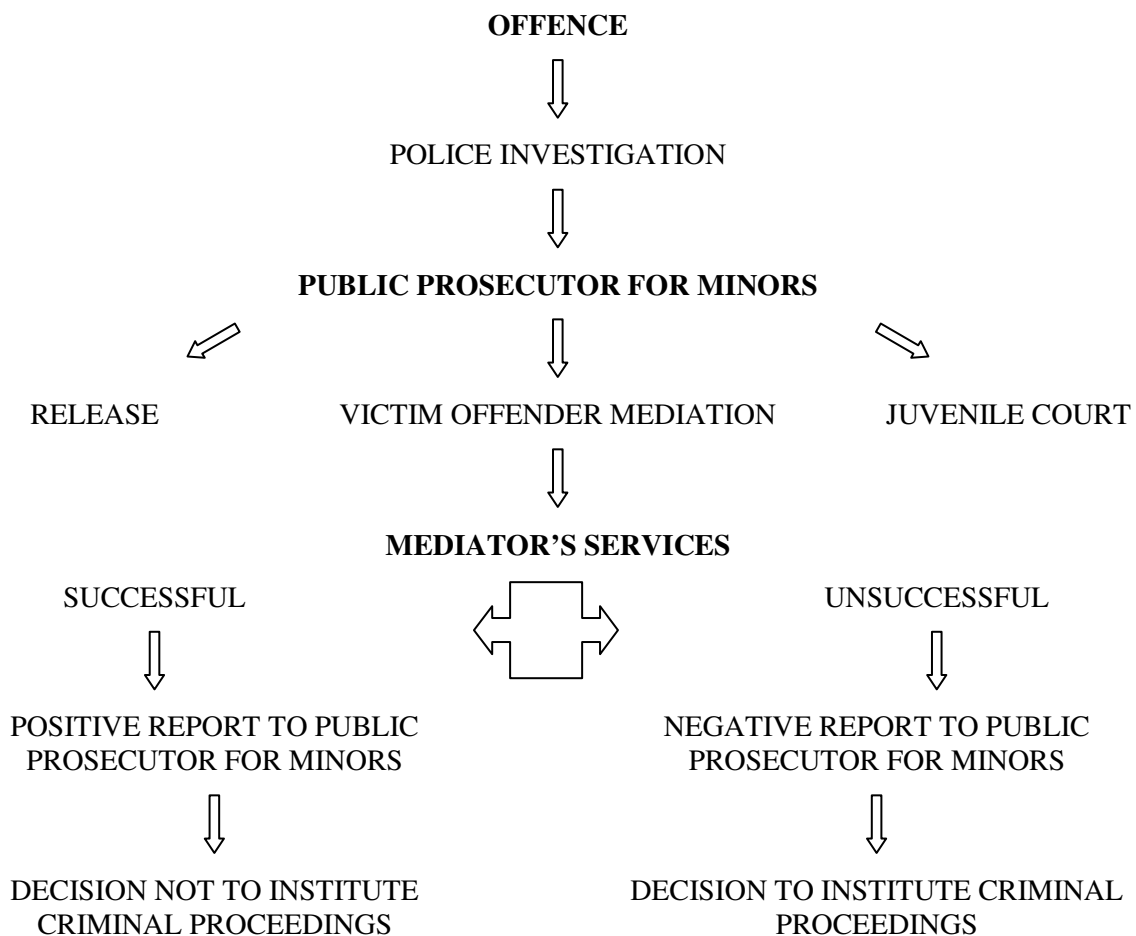 OFFENCE
POLICE INVESTIGATION
PUBLIC PROSECUTOR FOR MINORS
RELEASE
VICTIM OFFENDER MEDIATION
JUVENILE COURT
MEDIATOR’S SERVICES
SUCCESSFUL
UNSUCCESSFUL
POSITIVE REPORT TO PUBLIC
PROSECUTOR FOR MINORS
NEGATIVE REPORT TO PUBLIC
PROSECUTOR FOR MINORS
DECISION NOT TO INSTITUTE
CRIMINAL PROCEEDINGS
DECISION TO INSTITUTE CRIMINAL
PROCEEDINGS